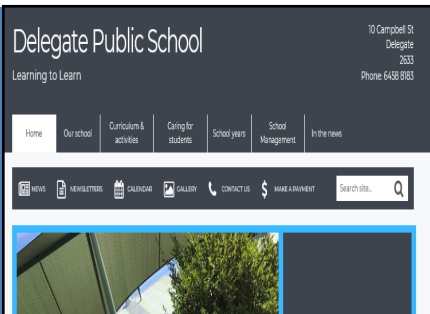 Delegate Public School
Learning to Learn
10 Campbell St
Delegate
2633
Phone: 6458 8183
Home
Our school
Curriculum &
activities
Caring for
students
School years
School
Management
In the news
NEWS
NEWSLETTERS
CALENDAR
GALLERY
CONTACT US
MAKE A PAYMENT
Search site...